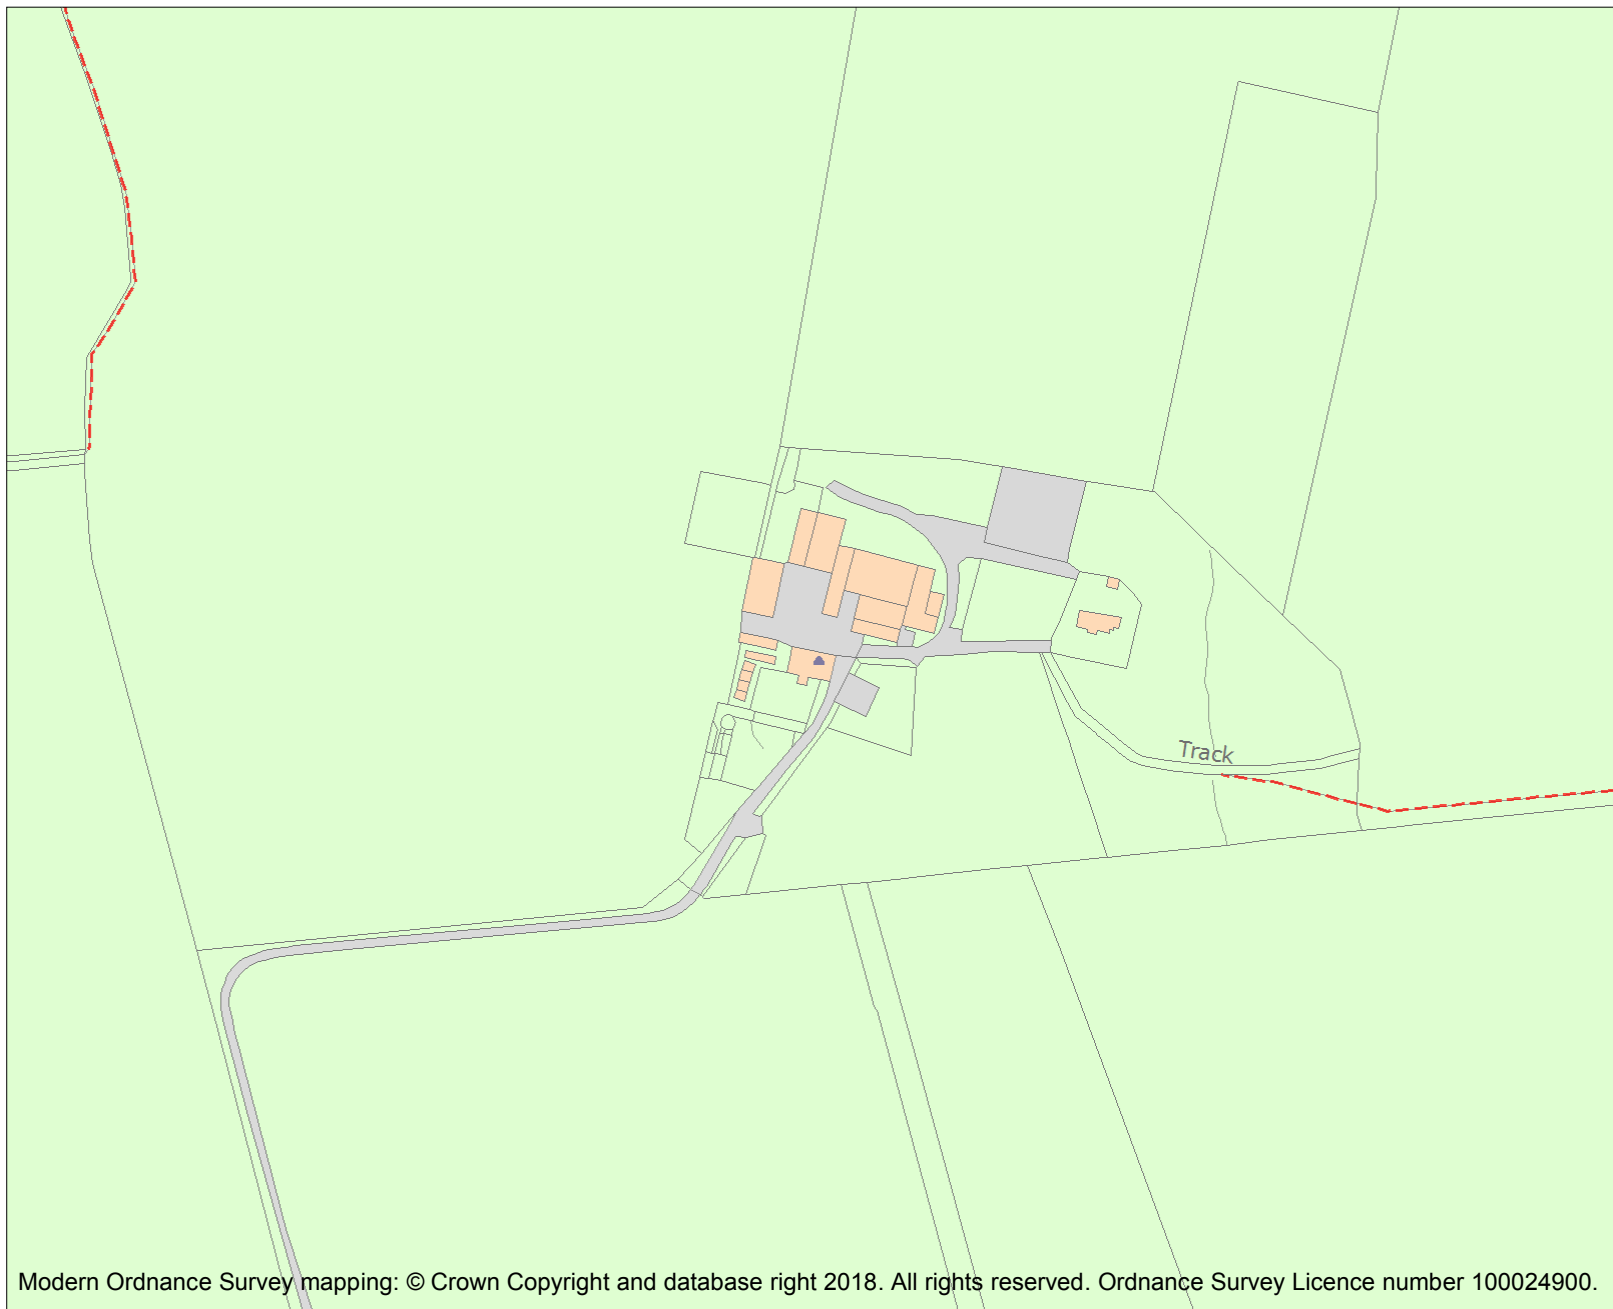 Track
Modern Ordnance Survey mapping: © Crown Copyright and database right 2018. All rights reserved. Ordnance Survey Licence number 100024900.